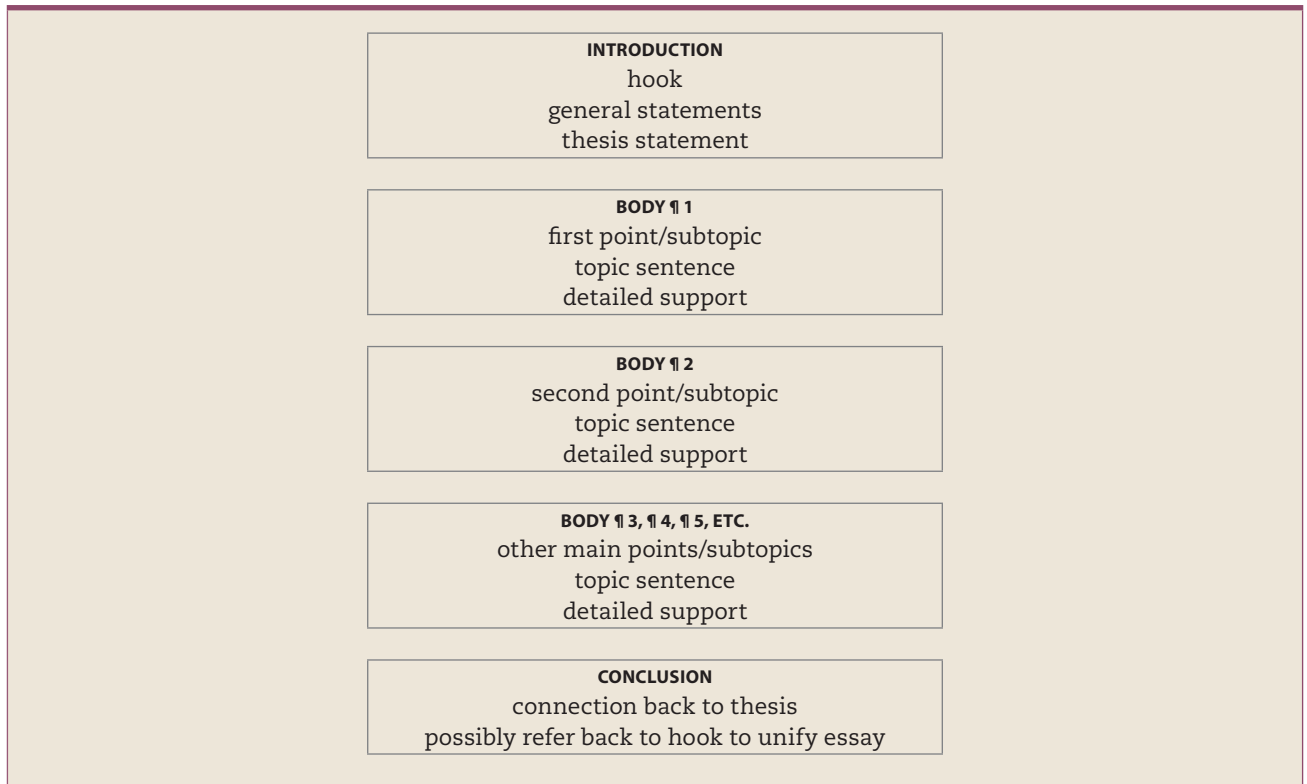 INTRODUCTION
hook
general statements
thesis statement
BODY ¶ 1
first point/subtopic
topic sentence
detailed support
BODY ¶ 2
second point/subtopic
topic sentence
detailed support
BODY ¶ 3, ¶ 4, ¶ 5, ETC.
other main points/subtopics
topic sentence
detailed support
CONCLUSION
connection back to thesis
possibly refer back to hook to unify essay